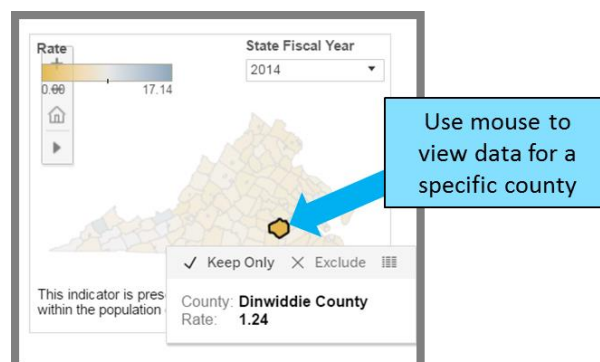 Rate
State Fiscal Year
2014
0.00
17.14
Use mouse to
view data for a
specific county
Keep Only
Exclude
This indicator is pres
within the population
County: Dinwiddie County
Rate: 1.24